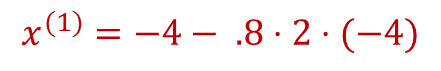 x⁽¹⁾ = −4 − .8 · 2 · (−4)